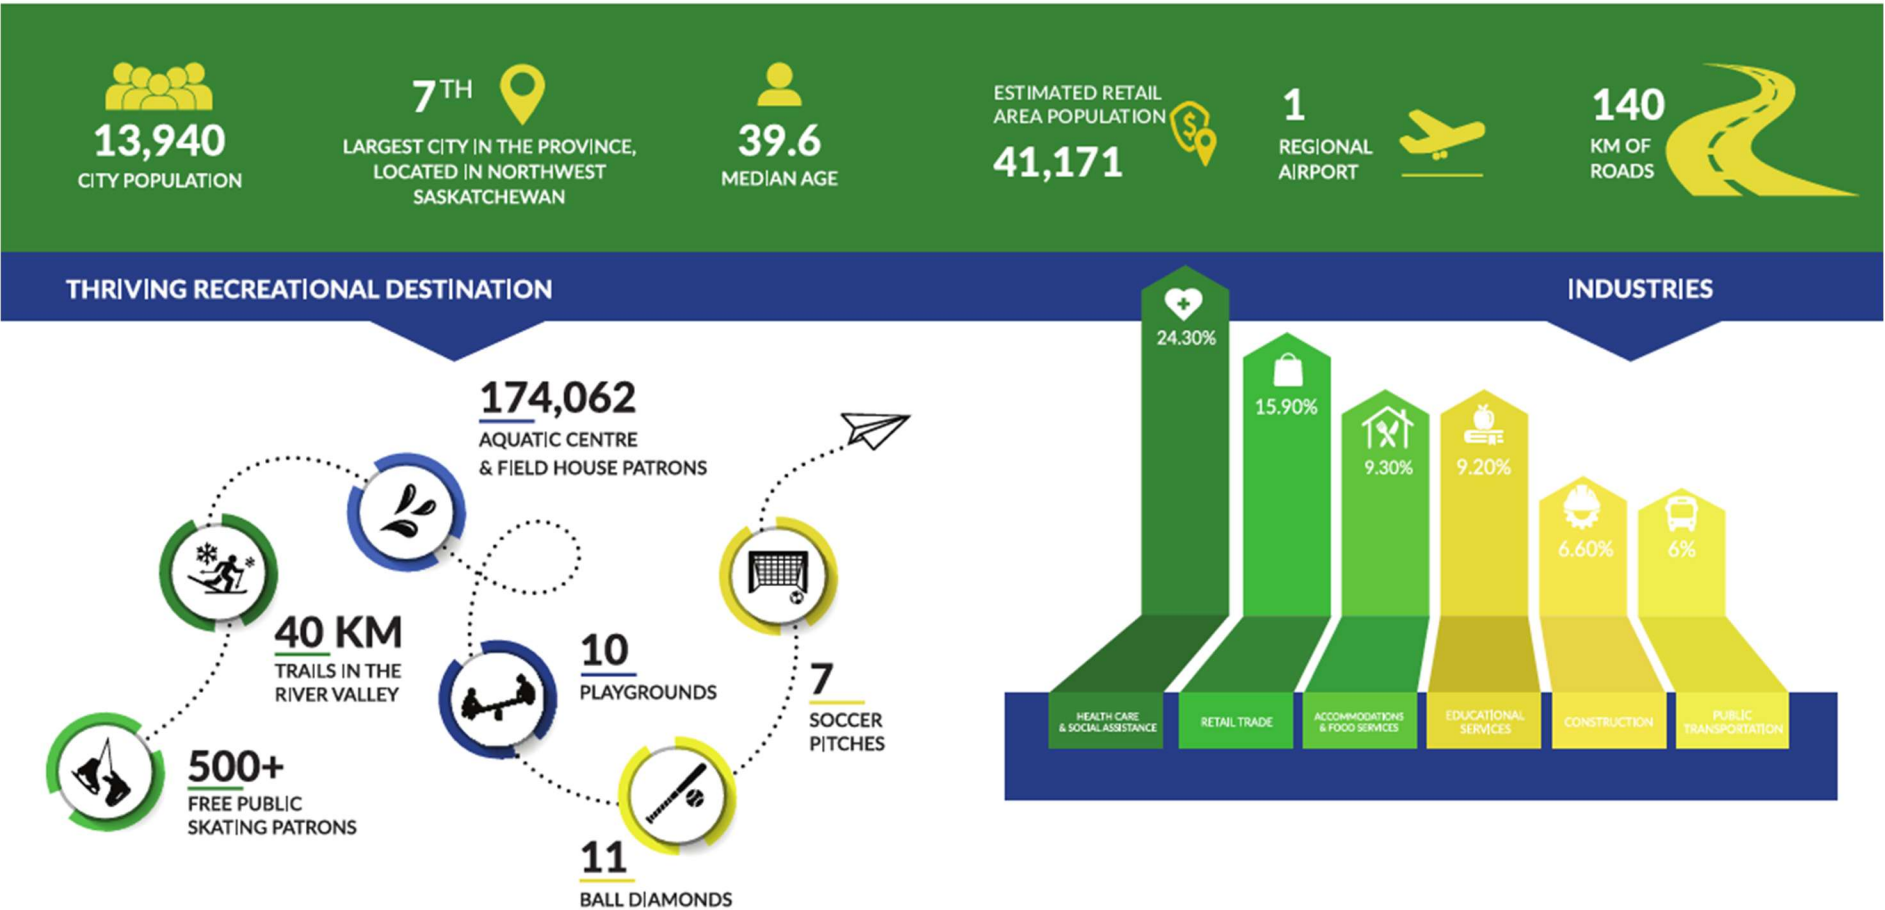 13,940
CITY POPULATION
7TH
LARGEST CITY IN THE PROVINCE,
LOCATED IN NORTHWEST
SASKATCHEWAN
39.6
MEDIAN AGE
ESTIMATED RETAIL
AREA POPULATION
$
41,171
1
REGIONAL
AIRPORT
140
KM OF
ROADS
THRIVING RECREATIONAL DESTINATION
174,062
AQUATIC CENTRE
& FIELD HOUSE PATRONS
40 KM
TRAILS IN THE
RIVER VALLEY
10
PLAYGROUNDS
7
SOCCER
PITCHES
500+
FREE PUBLIC
SKATING PATRONS
11
BALL DIAMONDS
INDUSTRIES
24.30%
15.90%
9.30%
9.20%
6.60%
6%
HEALTH CARE
& SOCIAL ASSISTANCE
RETAIL TRADE
ACCOMMODATIONS
& FOOD SERVICES
EDUCATIONAL
SERVICES
CONSTRUCTION
PUBLIC
TRANSPORTATION